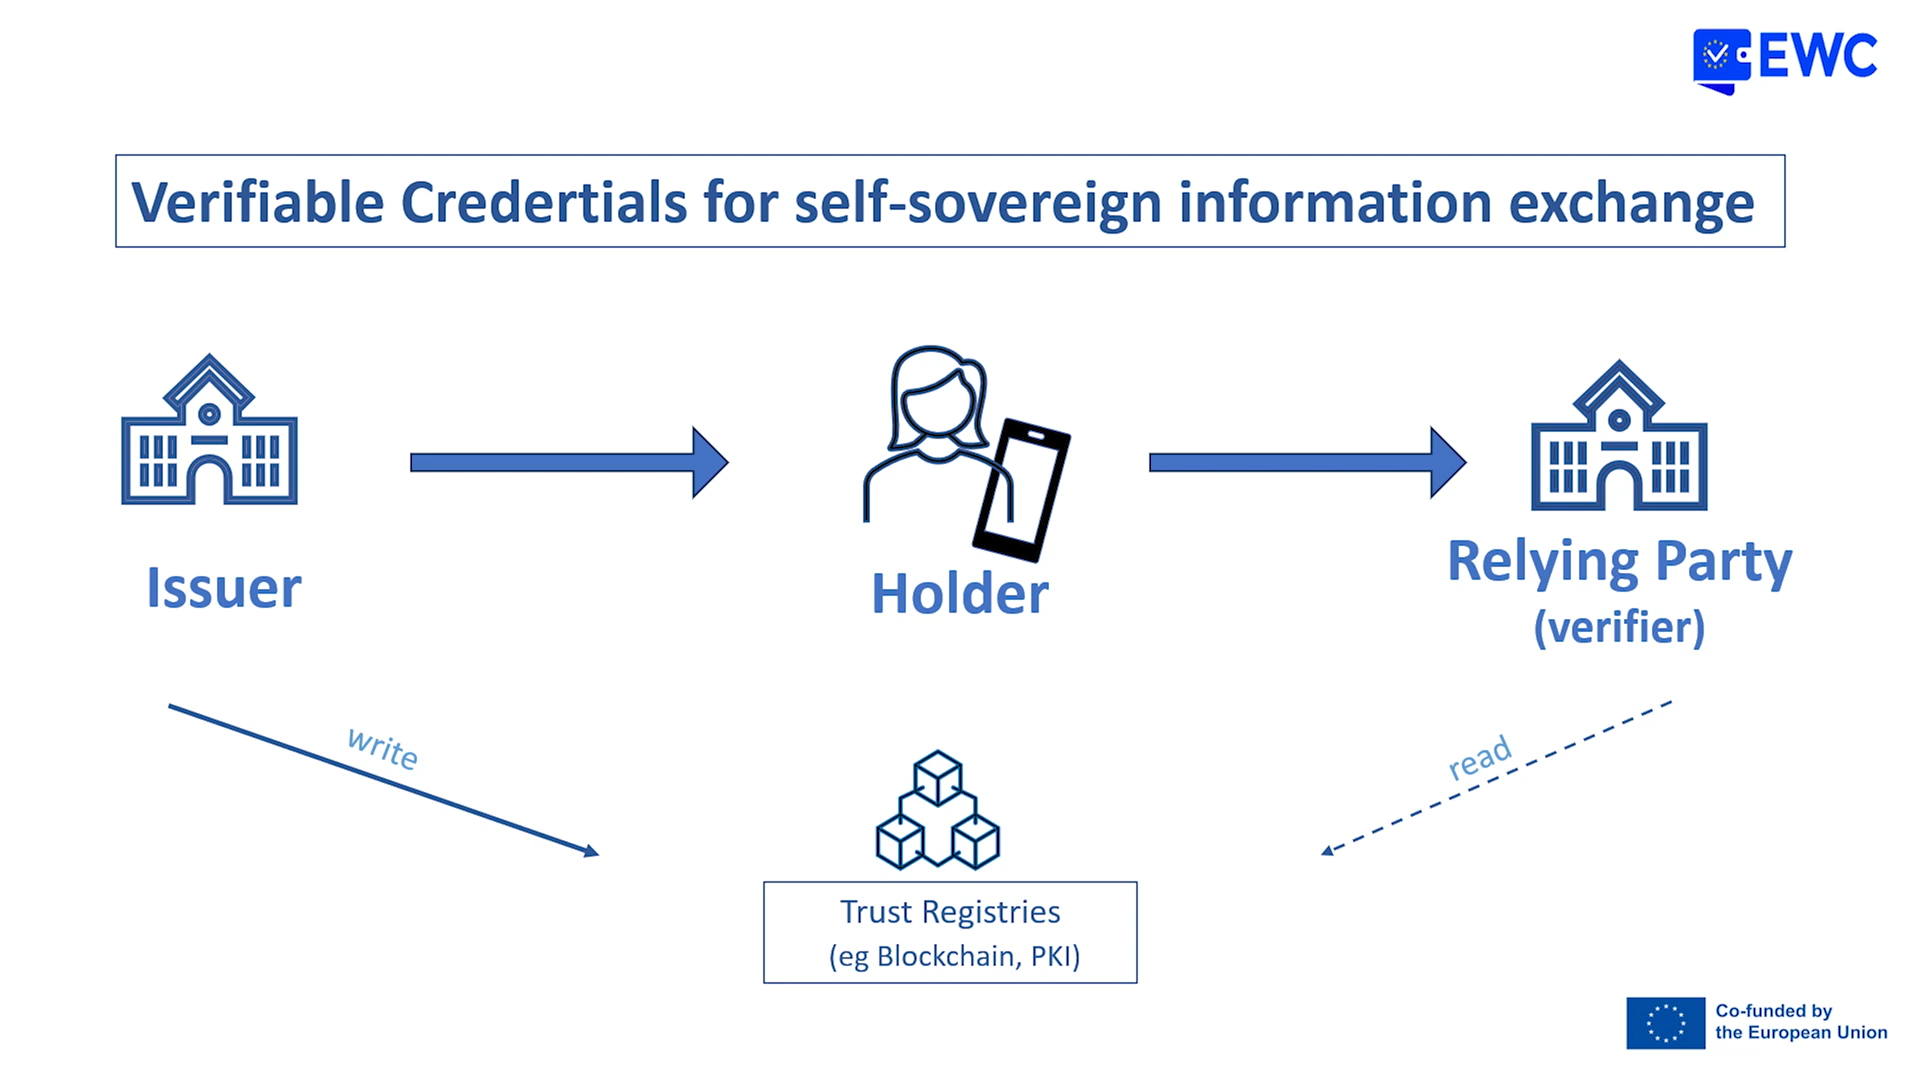 EWC
Verifiable Credertials for self-sovereign information exchange
Issuer
Holder
Relying Party
(verifier)
write
read
Trust Registries
(eg Blockchain, PKI)
Co-funded by
the European Union